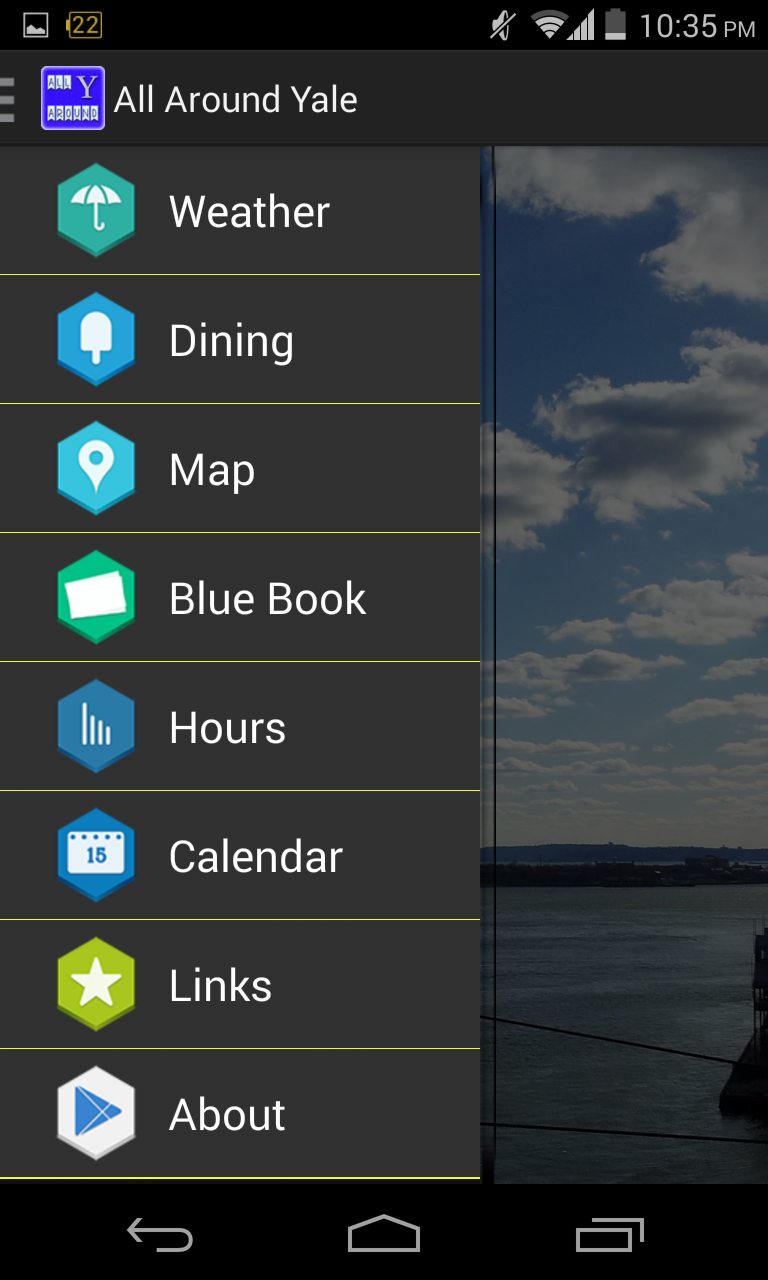 22
10:35 PM
ALL Y
AROUND
All Around Yale
Weather
Dining
Map
Blue Book
Hours
15
Calendar
Links
About